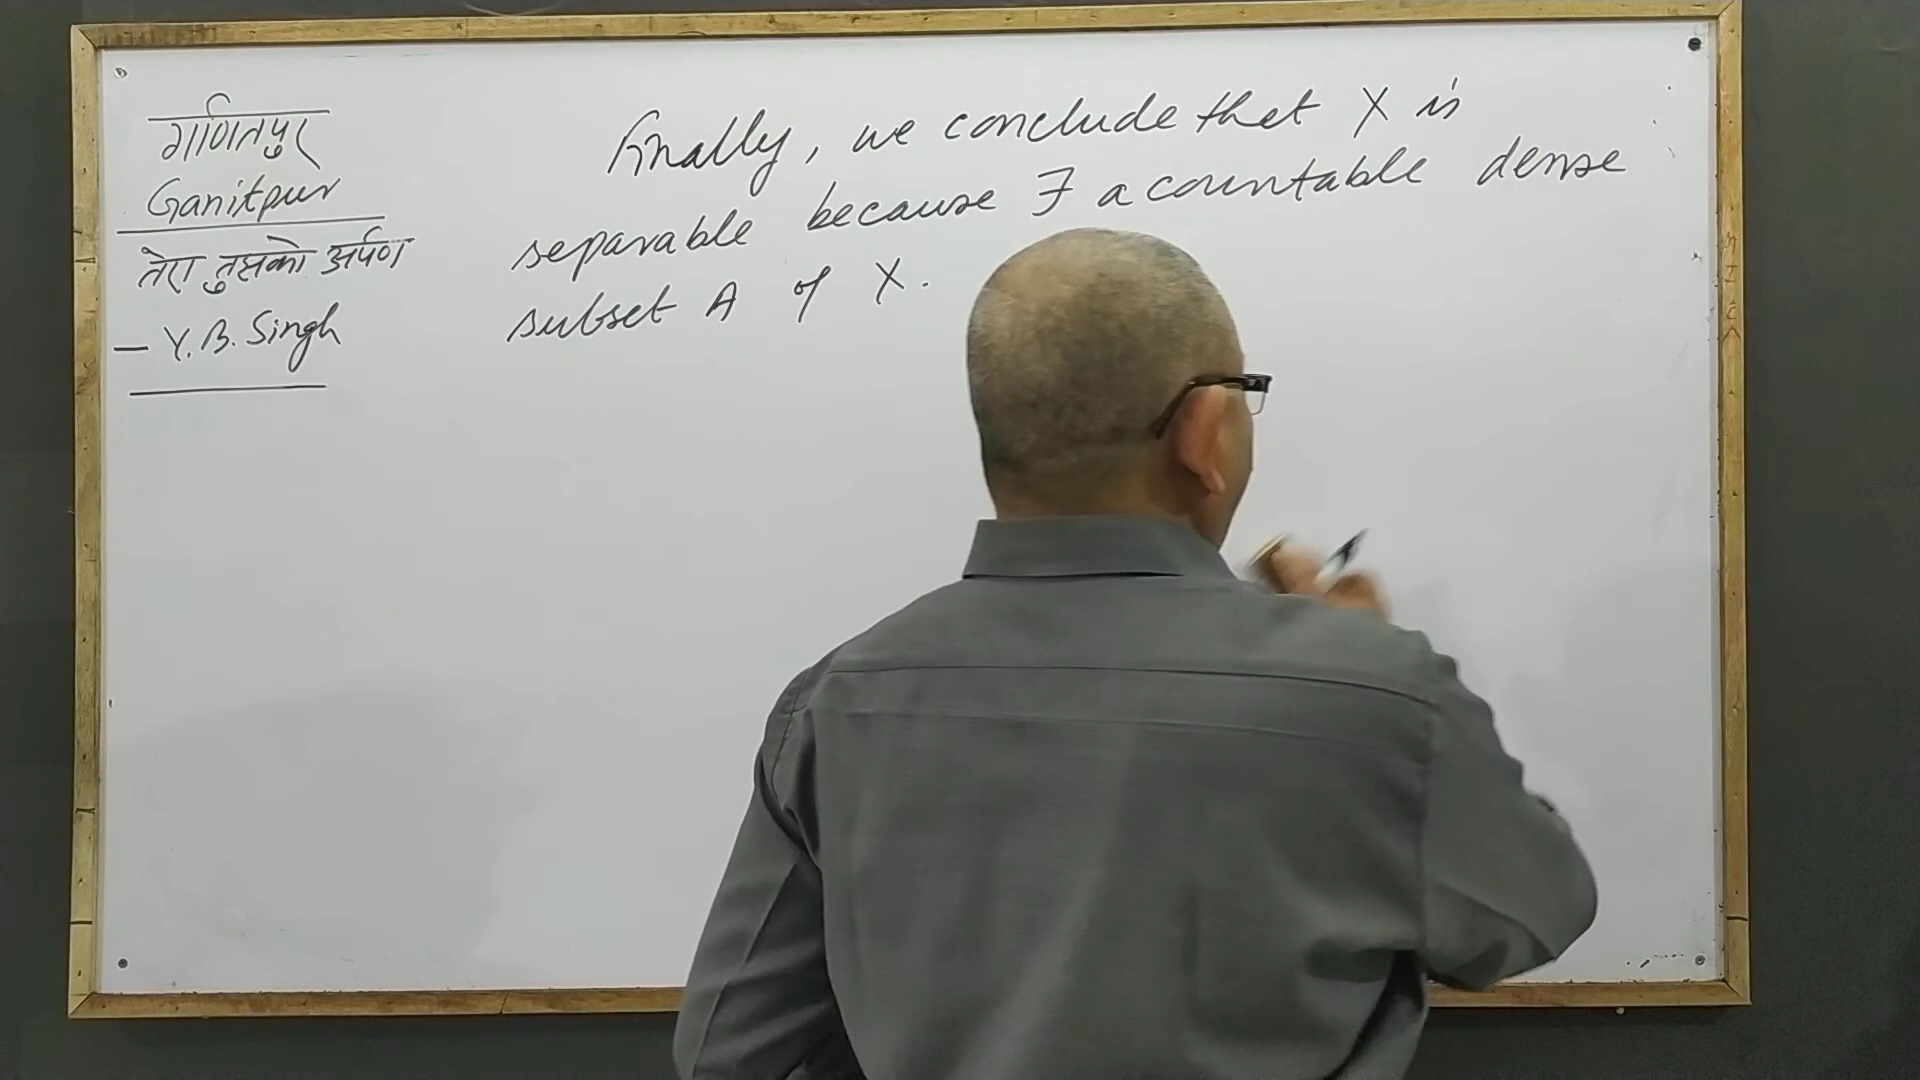 गणितपुर
Ganitpur
तेरा तुझको अर्पण
— Y. B. Singh
Finally, we conclude that X is
separable because ∃ a countable dense
subset A of X.